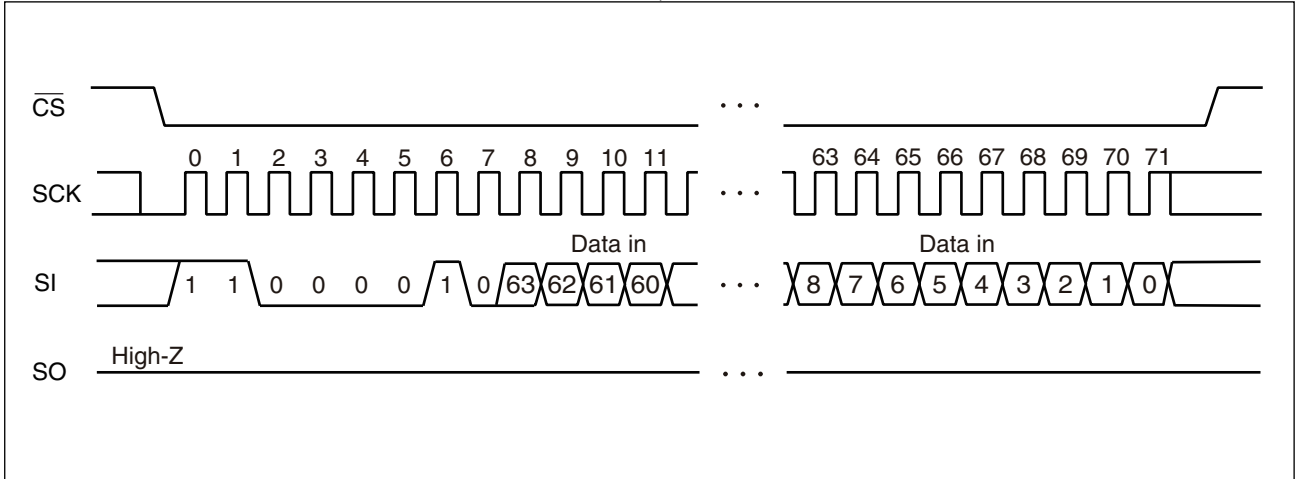 CS
. . .
0 1 2 3 4 5 6 7 8 9 10 11 63 64 65 66 67 68 69 70 71
SCK
. . .
Data in Data in
SI 1 1 0 0 0 0 1 0 63 62 61 60 . . . 8 7 6 5 4 3 2 1 0
High-Z
SO
. . .